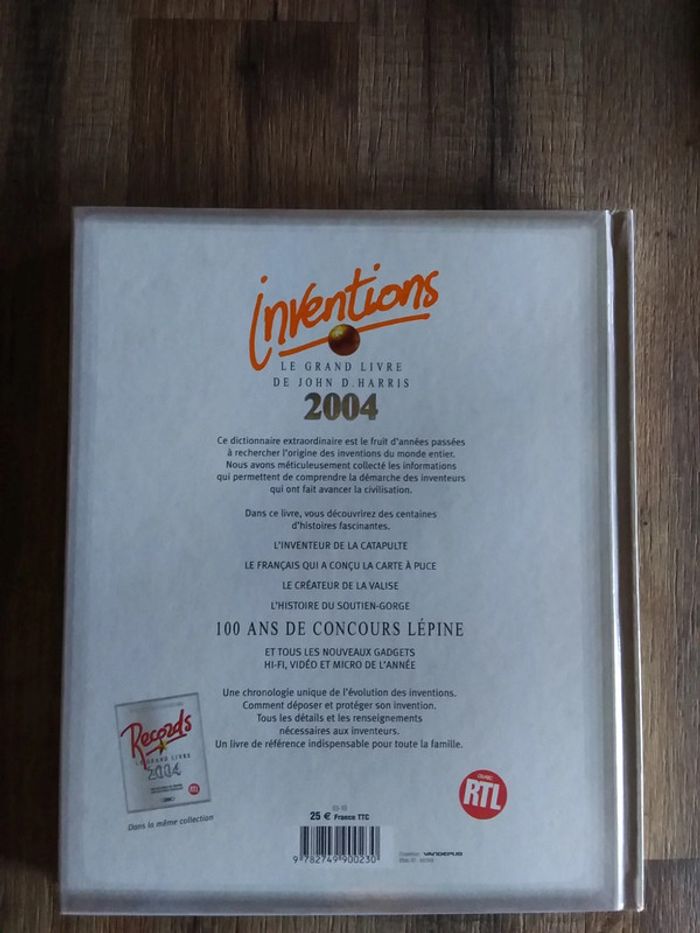 inventions
LE GRAND LIVRE
DE JOHN D. HARRIS
2004
Ce dictionnaire extraordinaire est le fruit d'années passées
à rechercher l'origine des inventions du monde entier.
Nous avons méticuleusement collecté les informations
qui permettent de comprendre la démarche des inventeurs
qui ont fait avancer la civilisation.
Dans ce livre, vous découvrirez des centaines
d'histoires fascinantes.
L'INVENTEUR DE LA CATAPULTE
LE FRANÇAIS QUI A CONÇU LA CARTE À PUCE
LE CRÉATEUR DE LA VALISE
L'HISTOIRE DU SOUTIEN-GORGE
100 ANS DE CONCOURS LÉPINE
ET TOUS LES NOUVEAUX GADGETS
HI-FI, VIDÉO ET MICRO DE L'ANNÉE
Une chronologie unique de l'évolution des inventions.
Comment déposer et protéger son invention.
Tous les détails et les renseignements
nécessaires aux inventeurs.
Un livre de référence indispensable pour toute la famille.
Records
LE GRAND LIVRE
2004
RTL
Dans la même collection
AVEC
RTL
25 € France TTC
9 782749 900230
VANDEPUB